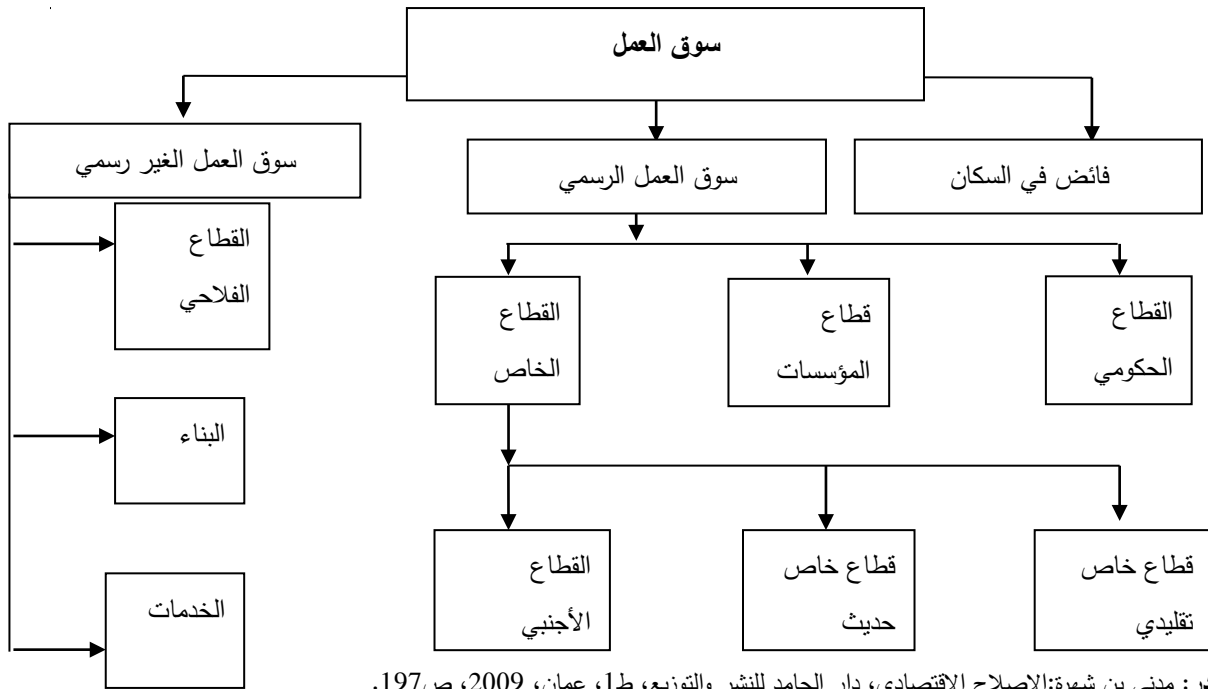 سوق العمل
فائض في السكان
سوق العمل الرسمي
سوق العمل الغير رسمي
القطاع
الحكومي
قطاع
المؤسسات
القطاع
الخاص
قطاع خاص
تقليدي
قطاع خاص
حديث
القطاع
الأجنبي
القطاع
الفلاحي
البناء
الخدمات
مدني بن شهرة:الاصلاح الاقتصادي، دار الحامد للنشر والتوزيع، ط1، عمان، 2009، ص197.